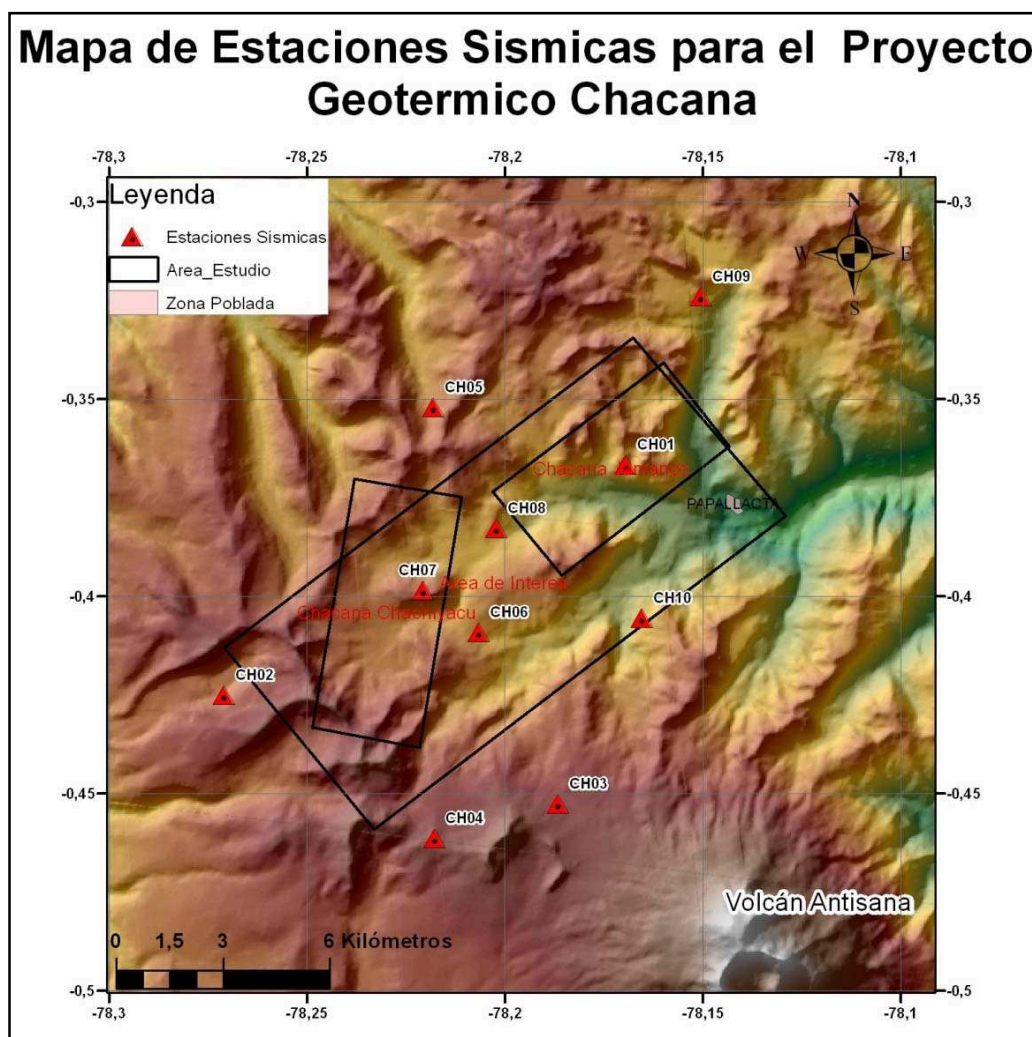 Mapa de Estaciones Sismicas para el Proyecto
Geotermico Chacana
-78,3 -78,25 -78,2 -78,15 -78,1
Leyenda
Estaciones Sismicas
Area_Estudio
Zona Poblada
-0,3 -0,3
N
W E
S
CH09
-0,35 -0,35
CH05
CH01
Chacana
PAPALLACTA
CH08
CH07
Area de Interes
-0,4 -0,4
Chacana Chachiyacu
CH06
CH10
CH02
-0,45 -0,45
CH03
CH04
Volcán Antisana
0 1,5 3 6 Kilómetros
-0,5 -0,5
-78,3 -78,25 -78,2 -78,15 -78,1